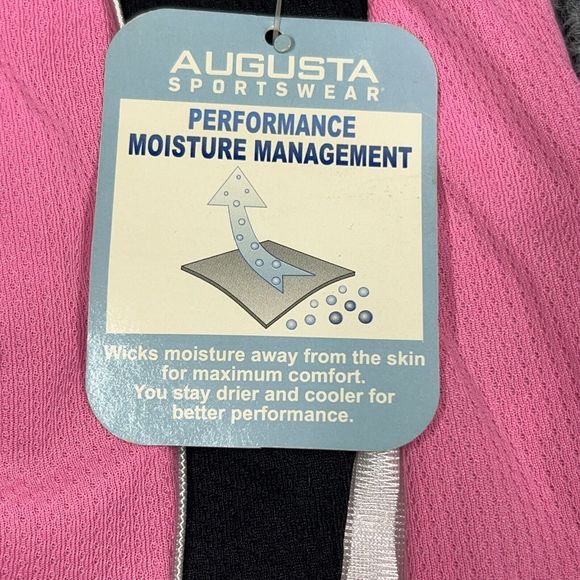 AUGUSTA
SPORTSWEAR
PERFORMANCE
MOISTURE MANAGEMENT
Wicks moisture away from the skin
for maximum comfort.
You stay drier and cooler for
better performance.